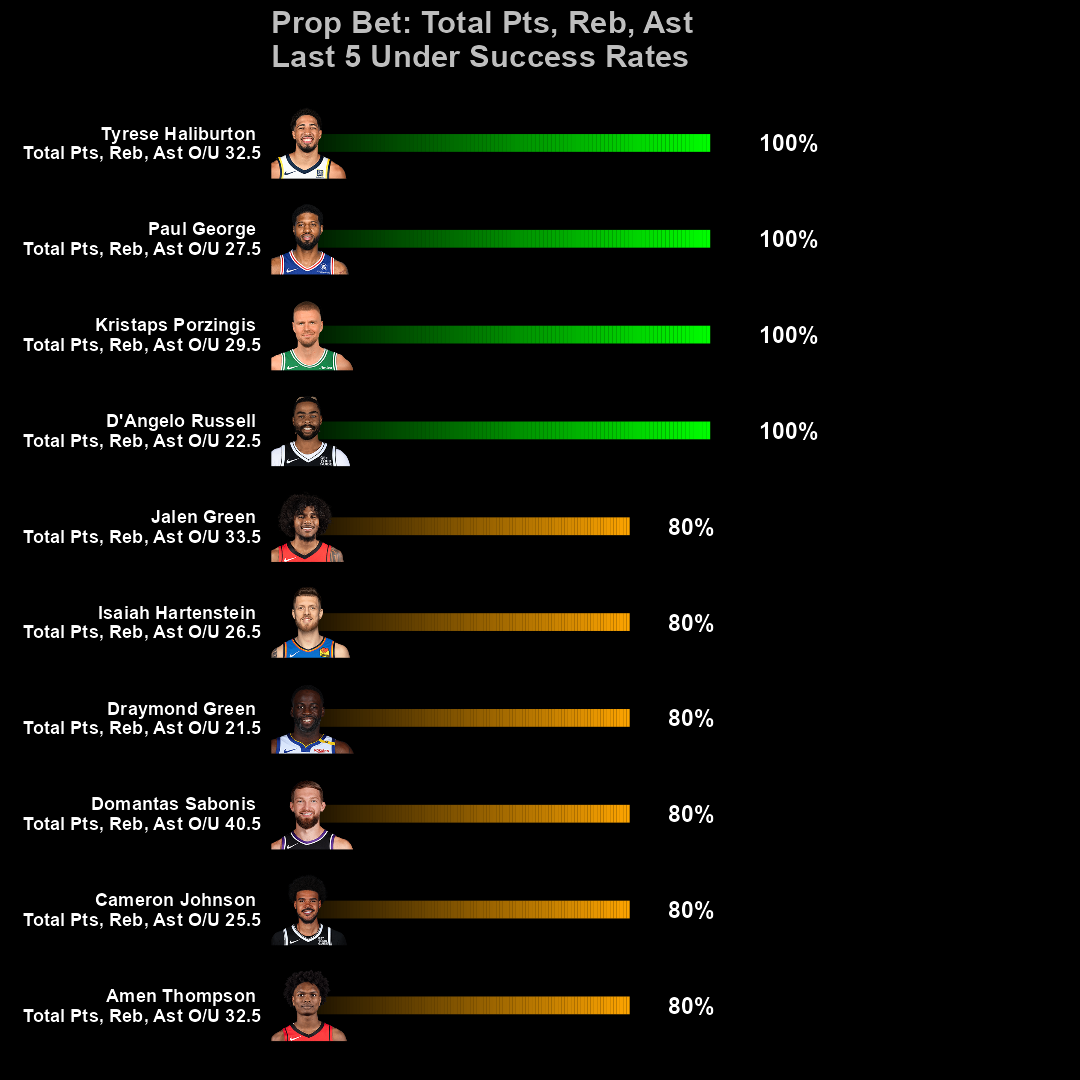 Prop Bet: Total Pts, Reb, Ast
Last 5 Under Success Rates
Tyrese Haliburton
Total Pts, Reb, Ast O/U 32.5
100%
Paul George
Total Pts, Reb, Ast O/U 27.5
100%
Kristaps Porzingis
Total Pts, Reb, Ast O/U 29.5
100%
D'Angelo Russell
Total Pts, Reb, Ast O/U 22.5
100%
Jalen Green
Total Pts, Reb, Ast O/U 33.5
80%
Isaiah Hartenstein
Total Pts, Reb, Ast O/U 26.5
80%
Draymond Green
Total Pts, Reb, Ast O/U 21.5
80%
Domantas Sabonis
Total Pts, Reb, Ast O/U 40.5
80%
Cameron Johnson
Total Pts, Reb, Ast O/U 25.5
80%
Amen Thompson
Total Pts, Reb, Ast O/U 32.5
80%